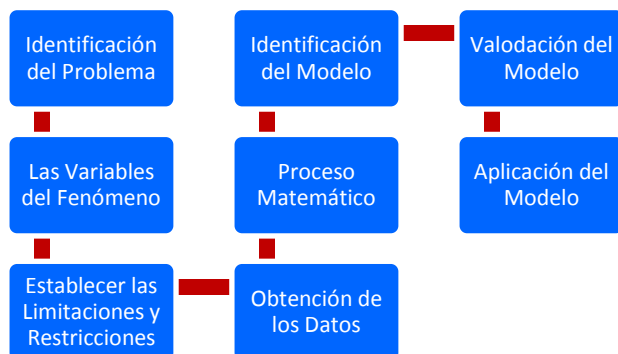 Identificación
del Problema
Las Variables
del Fenómeno
Establecer las
Limitaciones y
Restricciones
Obtención de
los Datos
Proceso
Matemático
Identificación
del Modelo
Valodación del
Modelo
Aplicación del
Modelo